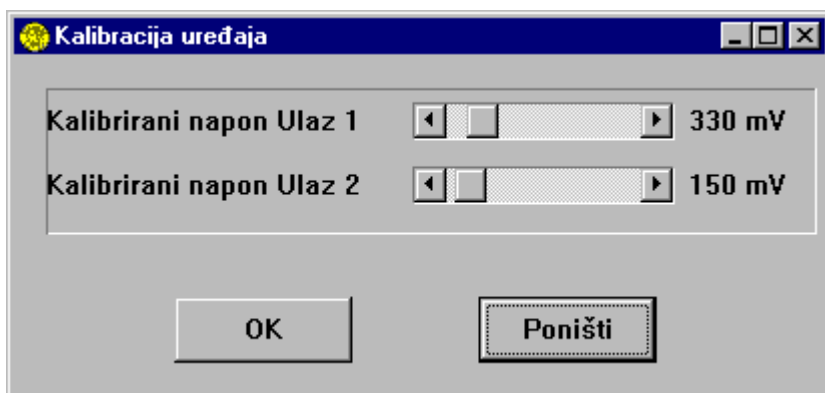 Kalibracija uređaja
Kalibrirani napon Ulaz 1 330 mV
Kalibrirani napon Ulaz 2 150 mV
OK Poništi